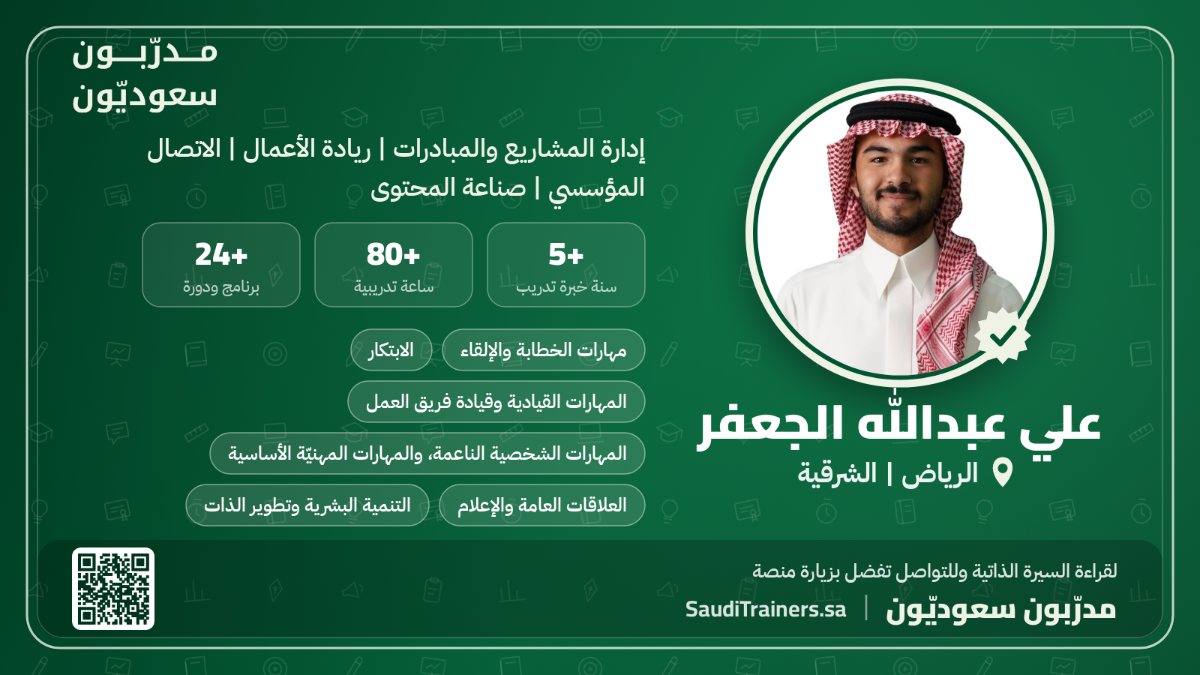 مـــدرّبـــون
سعوديّون
إدارة المشاريع والمبادرات | ريادة الأعمال | الاتصال
المؤسسي | صناعة المحتوى
5+
سنة خبرة تدريب
80+
ساعة تدريبية
24+
برنامج ودورة
مهارات الخطابة والإلقاء
الابتكار
المهارات القيادية وقيادة فريق العمل
المهارات الشخصية الناعمة، والمهارات المهنيّة الأساسية
العلاقات العامة والإعلام
التنمية البشرية وتطوير الذات
علي عبدالله الجعفر
الرياض | الشرقية
لقراءة السيرة الذاتية وللتواصل تفضل بزيارة منصة
مدرّبون سعوديّون | SaudiTrainers.sa